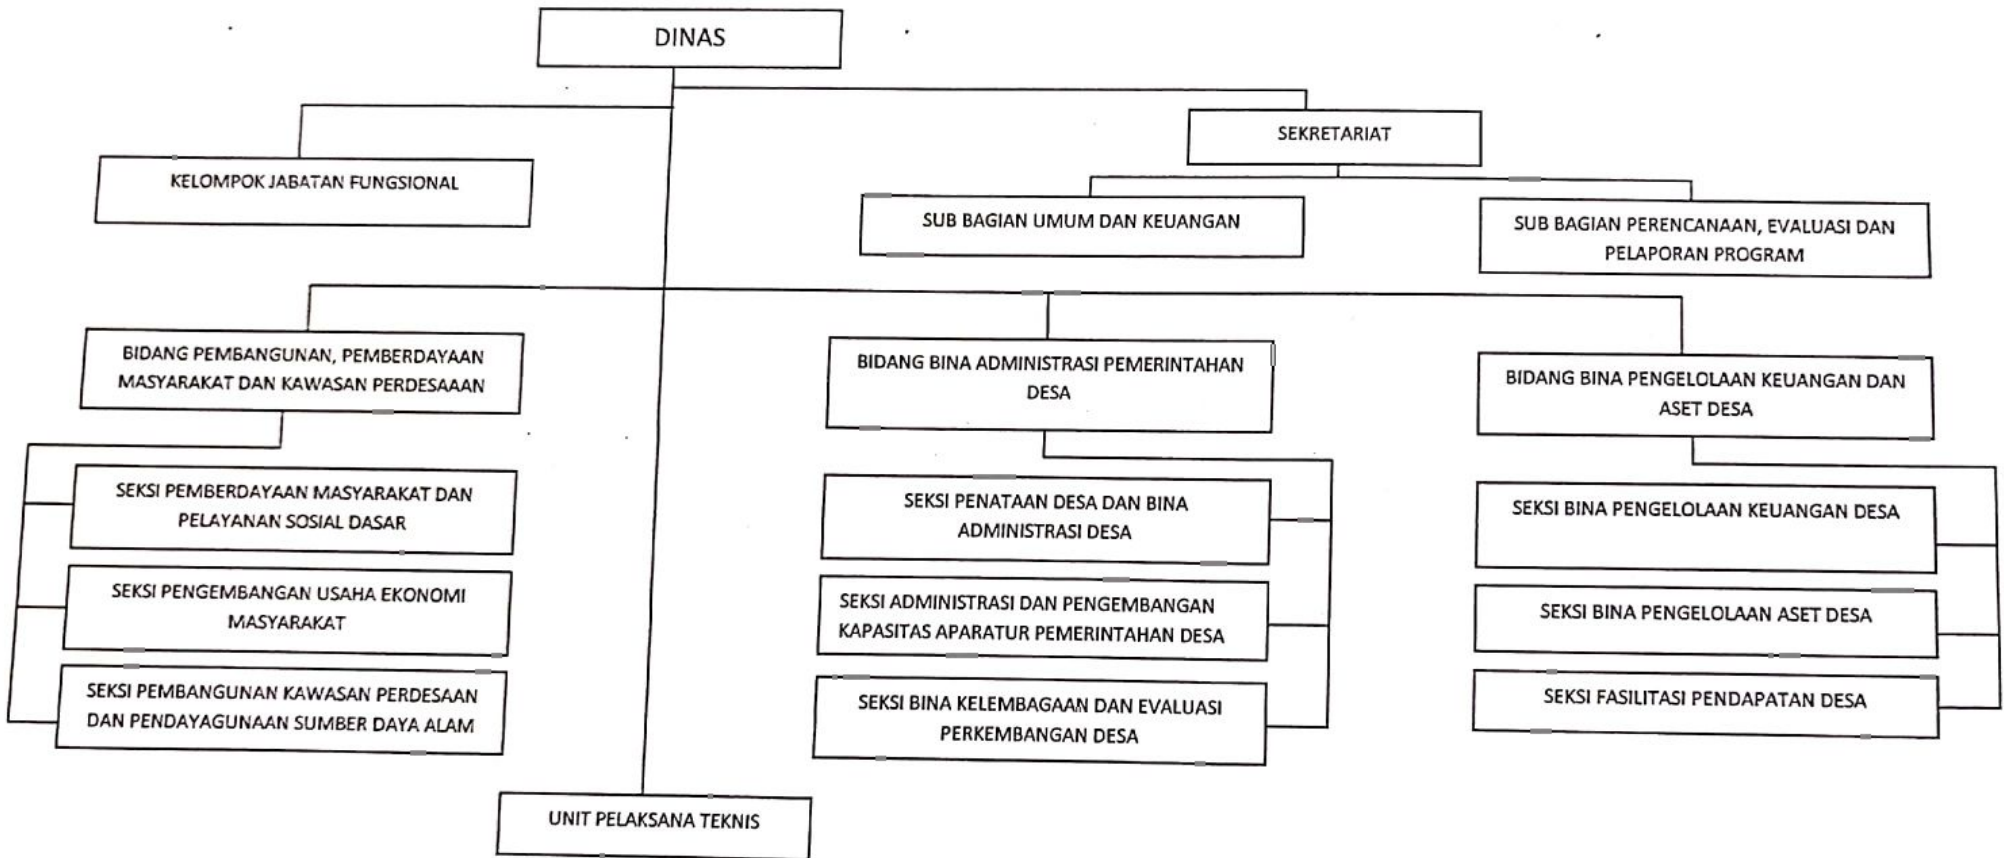 DINAS
SEKRETARIAT
KELOMPOK JABATAN FUNGSIONAL
SUB BAGIAN UMUM DAN KEUANGAN
SUB BAGIAN PERENCANAAN, EVALUASI DAN
PELAPORAN PROGRAM
BIDANG PEMBANGUNAN, PEMBERDAYAAN
MASYARAKAT DAN KAWASAN PERDESAAAN
BIDANG BINA ADMINISTRASI PEMERINTAHAN
DESA
BIDANG BINA PENGELOLAAN KEUANGAN DAN
ASET DESA
SEKSI PEMBERDAYAAN MASYARAKAT DAN
PELAYANAN SOSIAL DASAR
SEKSI PENGEMBANGAN USAHA EKONOMI
MASYARAKAT
SEKSI PEMBANGUNAN KAWASAN PERDESAAN
DAN PENDAYAGUNAAN SUMBER DAYA ALAM
SEKSI PENATAAN DESA DAN BINA
ADMINISTRASI DESA
SEKSI ADMINISTRASI DAN PENGEMBANGAN
KAPASITAS APARATUR PEMERINTAHAN DESA
SEKSI BINA KELEMBAGAAN DAN EVALUASI
PERKEMBANGAN DESA
SEKSI BINA PENGELOLAAN KEUANGAN DESA
SEKSI BINA PENGELOLAAN ASET DESA
SEKSI FASILITASI PENDAPATAN DESA
UNIT PELAKSANA TEKNIS